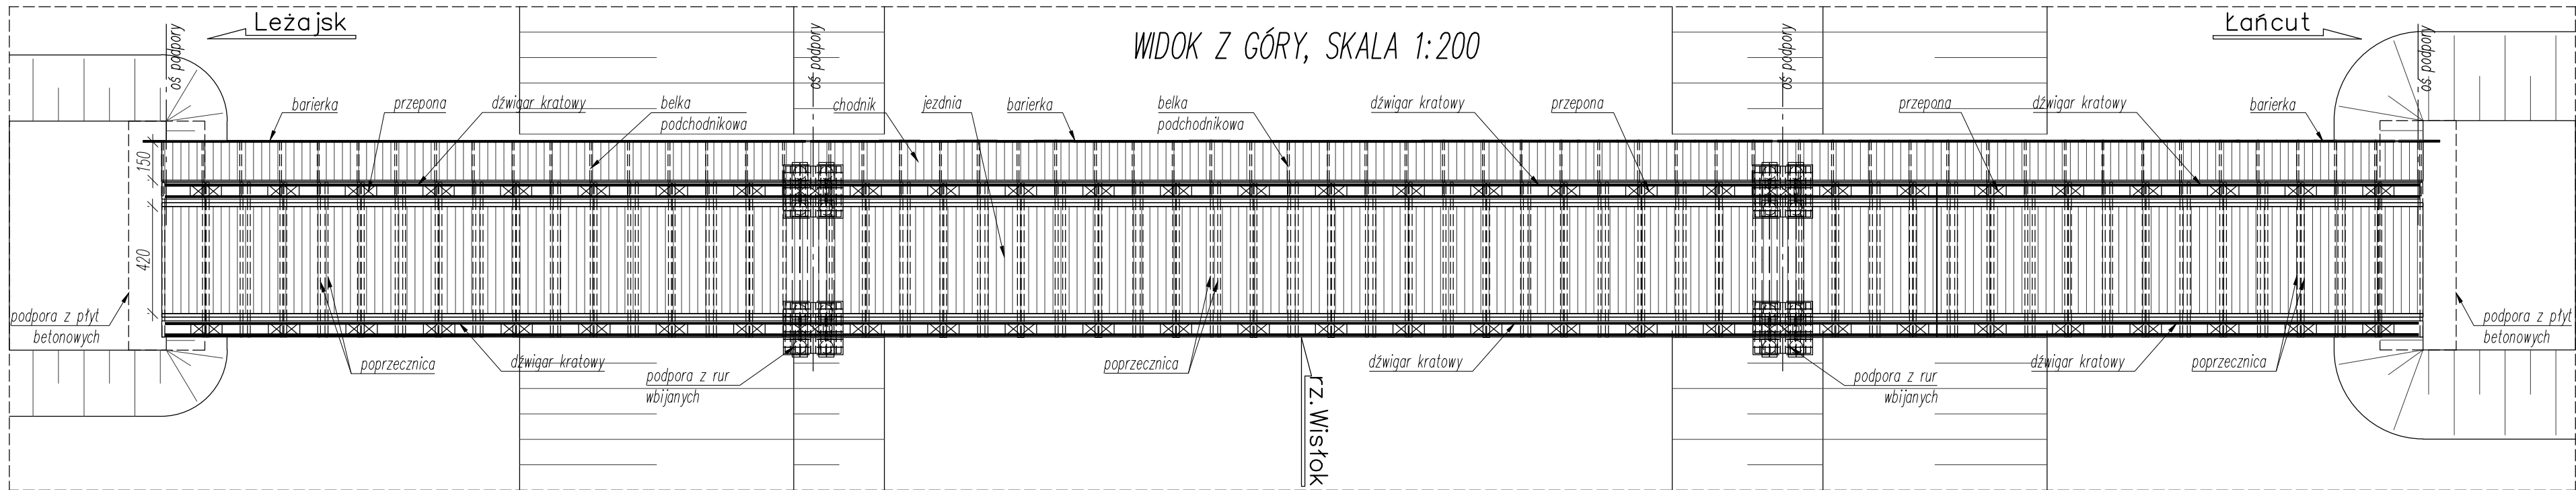 Leżajsk
oś podpory
oś podpory
WIDOK Z GÓRY, SKALA 1:200
oś podpory
Łańcut
oś podpory
barierka
przepona
dźwigar kratowy
belka
podchodnikowa
chodnik
jezdnia
barierka
belka
podchodnikowa
dźwigar kratowy
przepona
przepona
dźwigar kratowy
barierka
150
420
podpora z płyt
betonowych
poprzecznica
dźwigar kratowy
podpora z rur
wbijanych
poprzecznica
rz.Wisłok
dźwigar kratowy
podpora z rur
wbijanych
dźwigar kratowy
poprzecznica
podpora z płyt
betonowych